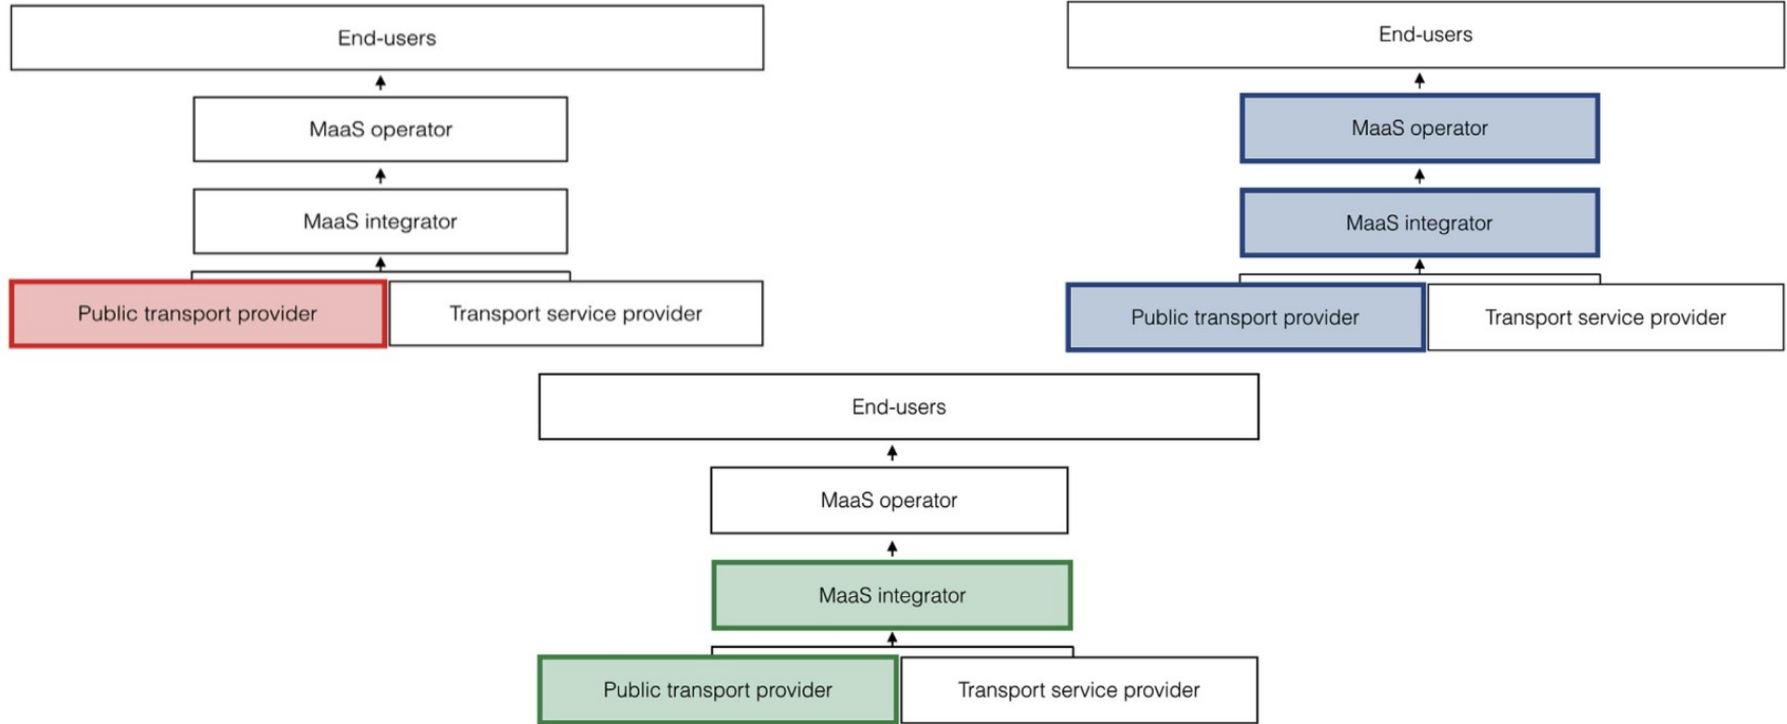 End-users
MaaS operator
MaaS integrator
Public transport provider
Transport service provider
End-users
MaaS operator
MaaS integrator
Public transport provider
Transport service provider
End-users
MaaS operator
MaaS integrator
Public transport provider
Transport service provider